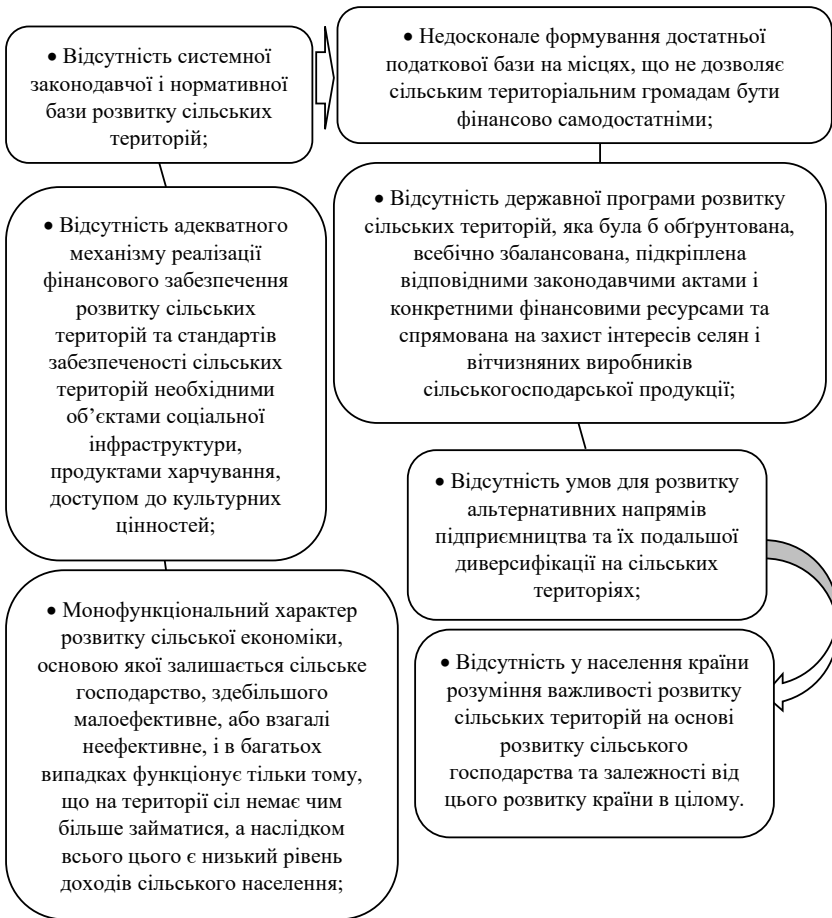 • Відсутність системної
законодавчої і нормативної
бази розвитку сільських
територій;
• Відсутність адекватного
механізму реалізації
фінансового забезпечення
розвитку сільських
територій та стандартів
забезпеченості сільських
територій необхідними
об’єктами соціальної
інфраструктури,
продуктами харчування,
доступом до культурних
цінностей;
• Монофункціональний характер
розвитку сільської економіки,
основою якої залишається сільське
господарство, здебільшого
малоефективне, або взагалі
неефективне, і в багатьох
випадках функціонує тільки тому,
що на території сіл немає чим
більше займатися, а наслідком
всього цього є низький рівень
доходів сільського населення;
• Недосконале формування достатньої
податкової бази на місцях, що не дозволяє
сільським територіальним громадам бути
фінансово самодостатніми;
• Відсутність державної програми розвитку
сільських територій, яка була б обґрунтована,
всебічно збалансована, підкріплена
відповідними законодавчими актами і
конкретними фінансовими ресурсами та
спрямована на захист інтересів селян і
вітчизняних виробників
сільськогосподарської продукції;
• Відсутність умов для розвитку
альтернативних напрямів
підприємництва та їх подальшої
диверсифікації на сільських
територіях;
• Відсутність у населення країни
розуміння важливості розвитку
сільських територій на основі
розвитку сільського
господарства та залежності від
цього розвитку країни в цілому.